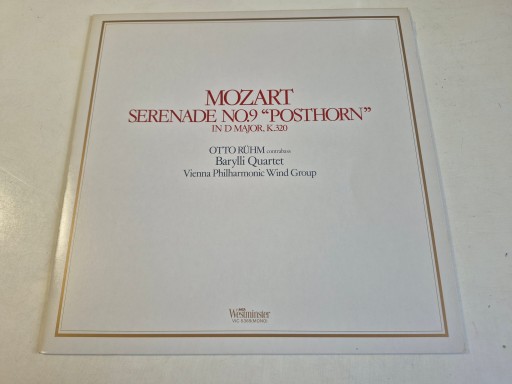 MOZART
SERENADE NO.9 “POSTHORN”
IN D MAJOR, K.320
OTTO RÜHM contrabass
Barylli Quartet
Vienna Philharmonic Wind Group
Westminster